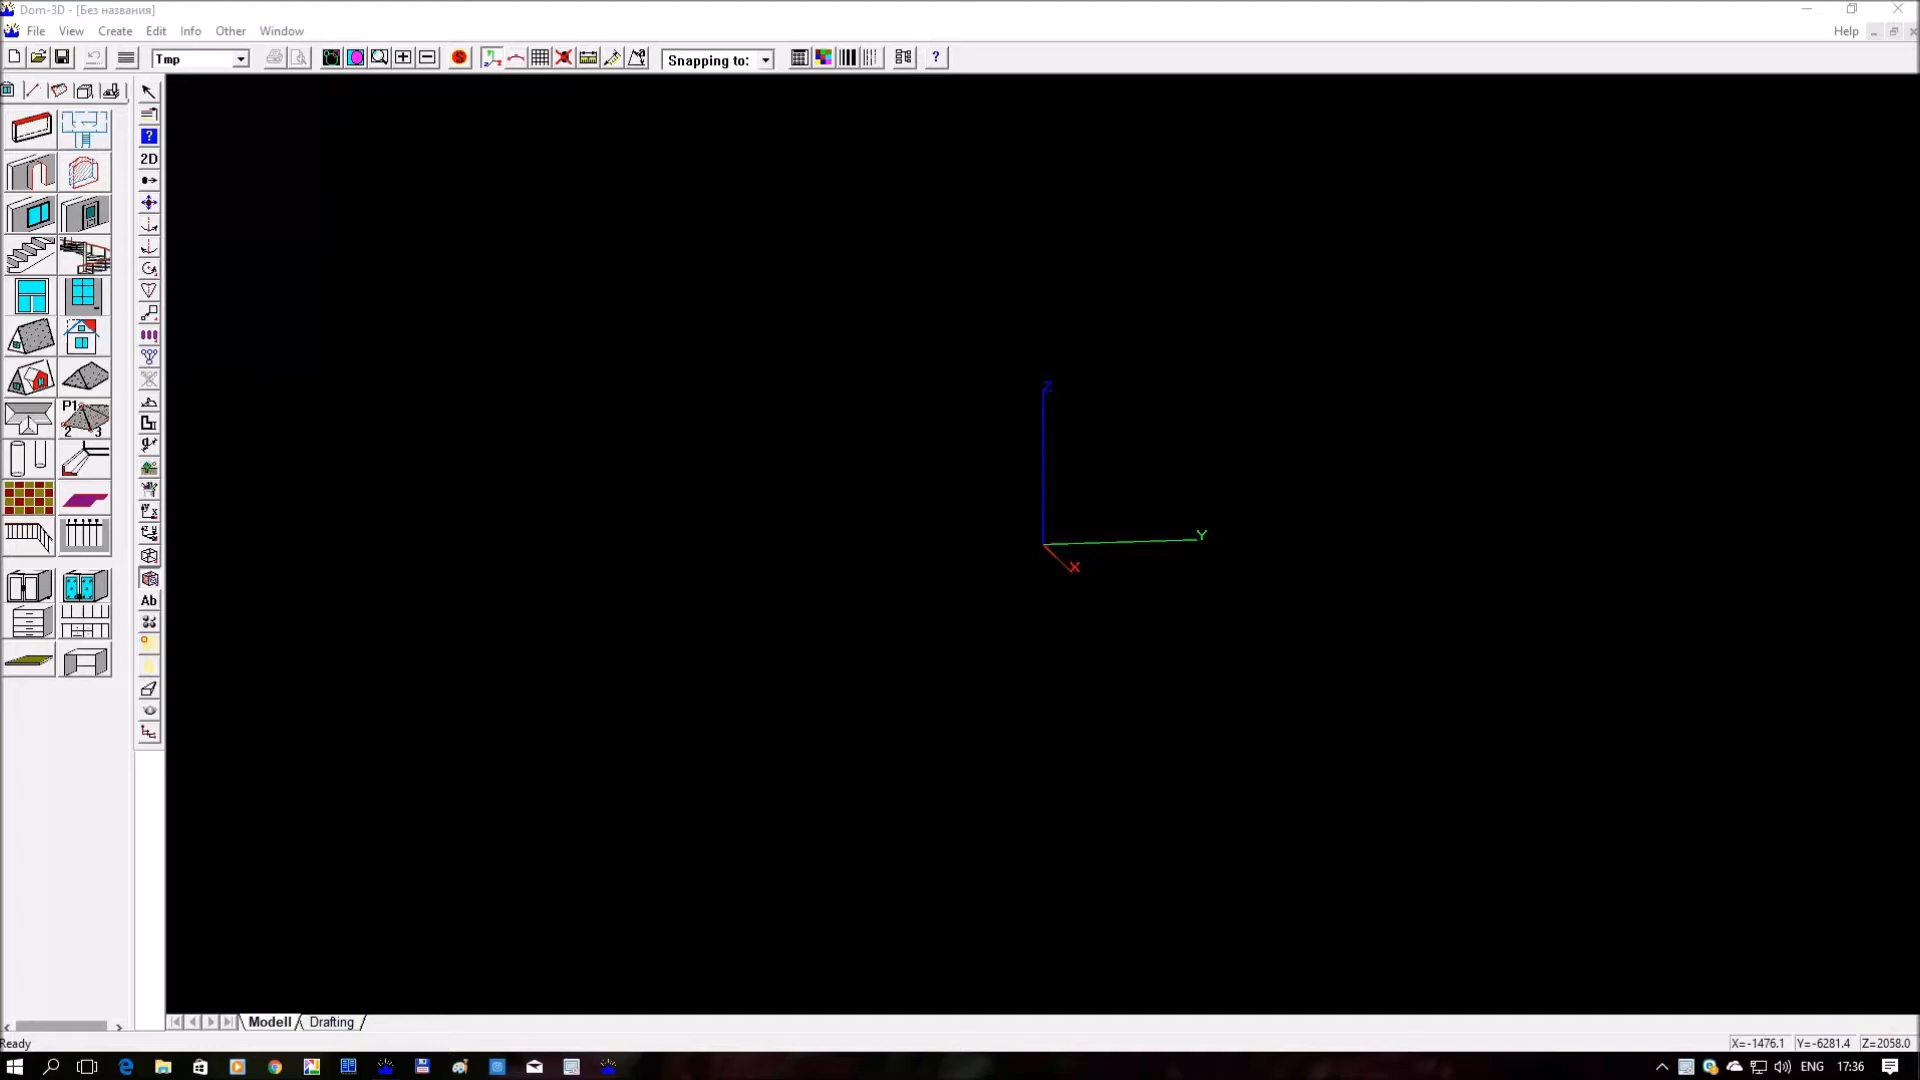 Dom-3D - [Без названия]
File View Create Edit Info Other Window Help
Tmp Snapping to: ?
?
2D
P1
2 3
Ab
Z
Y
X
Modell Drafting
Ready X=-1476.1 Y=-6281.4 Z=2058.0
ENG 17:36